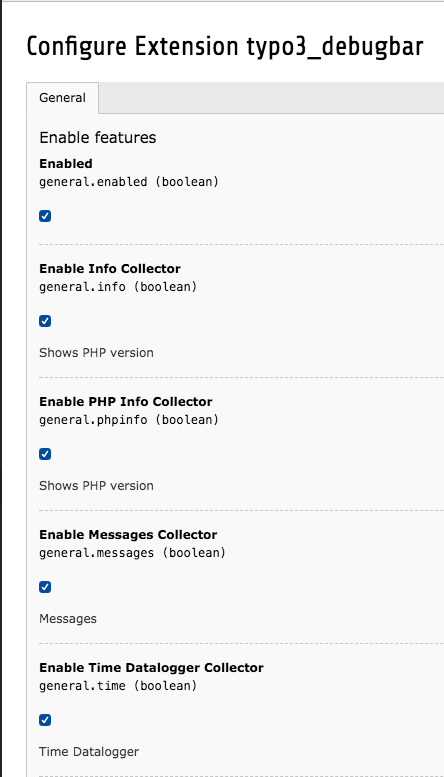 Configure Extension typo3_debugbar
General
Enable features
Enabled
general.enabled (boolean)
Enable Info Collector
general.info (boolean)
Shows PHP version
Enable PHP Info Collector
general.phpinfo (boolean)
Shows PHP version
Enable Messages Collector
general.messages (boolean)
Messages
Enable Time Datalogger Collector
general.time (boolean)
Time Datalogger